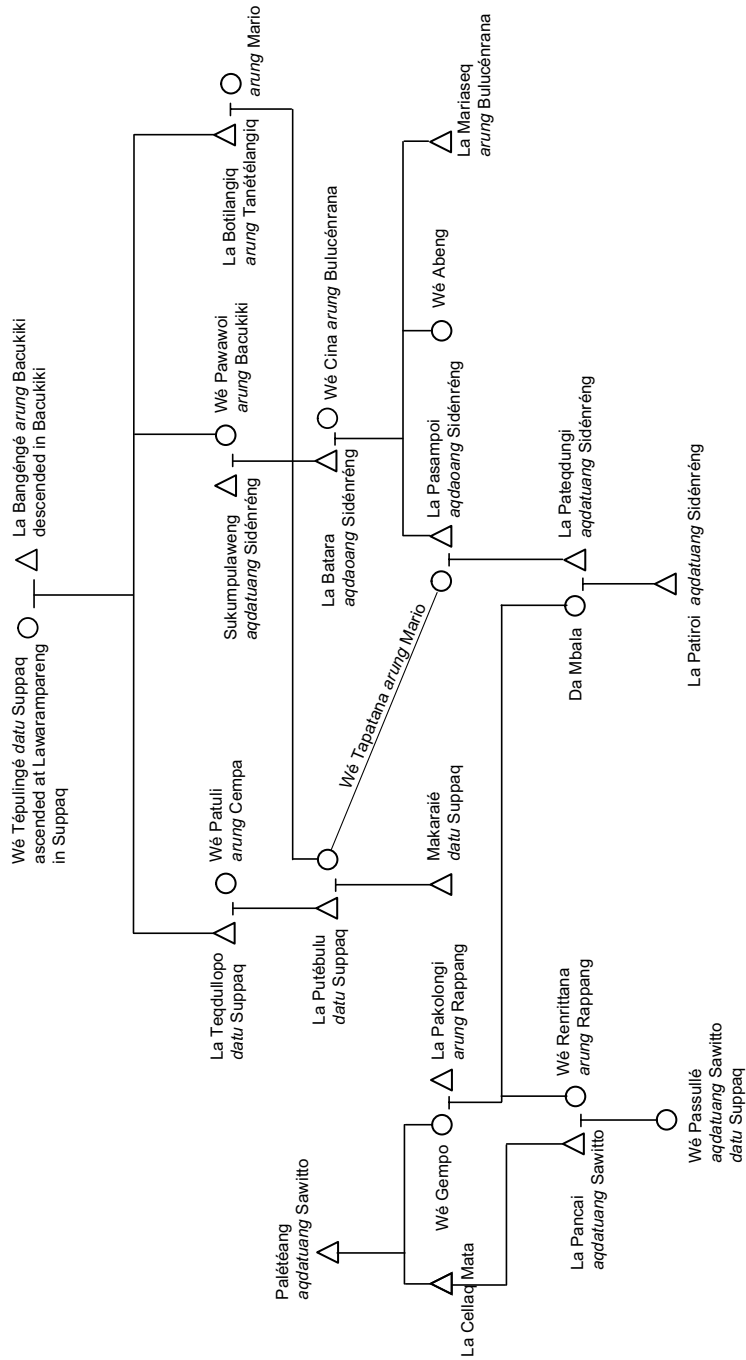 Wé Tépulingé datu Suppaq
ascended at Lawarampareng
in Suppaq
La Bangéngé arung Bacukiki
descended in Bacukiki
La Teqdullopo
datu Suppaq
Wé Patuli
arung Cempa
Sukumpulaweng
aqdatuang Sidénréng
Wé Pawawoi
arung Bacukiki
La Botilangiq
arung Tanétélangiq
arung Mario
Palétéang
aqdatuang Sawitto
La Putébulu
datu Suppaq
Wé Tapatana arung Mario
La Batara
aqdaoang Sidénréng
Wé Cina arung Bulucénrana
La Cellaq Mata
Wé Gempo
La Pakolongi
arung Rappang
Makaraié
datu Suppaq
La Pasampoi
aqdaoang Sidénréng
Wé Abeng
La Mariaseq
arung Bulucénrana
La Pancai
aqdatuang Sawitto
Wé Renrittana
arung Rappang
Da Mbala
La Pateqdungi
aqdatuang Sidénréng
Wé Passullé
aqdatuang Sawitto
datu Suppaq
La Patiroi aqdatuang Sidénréng